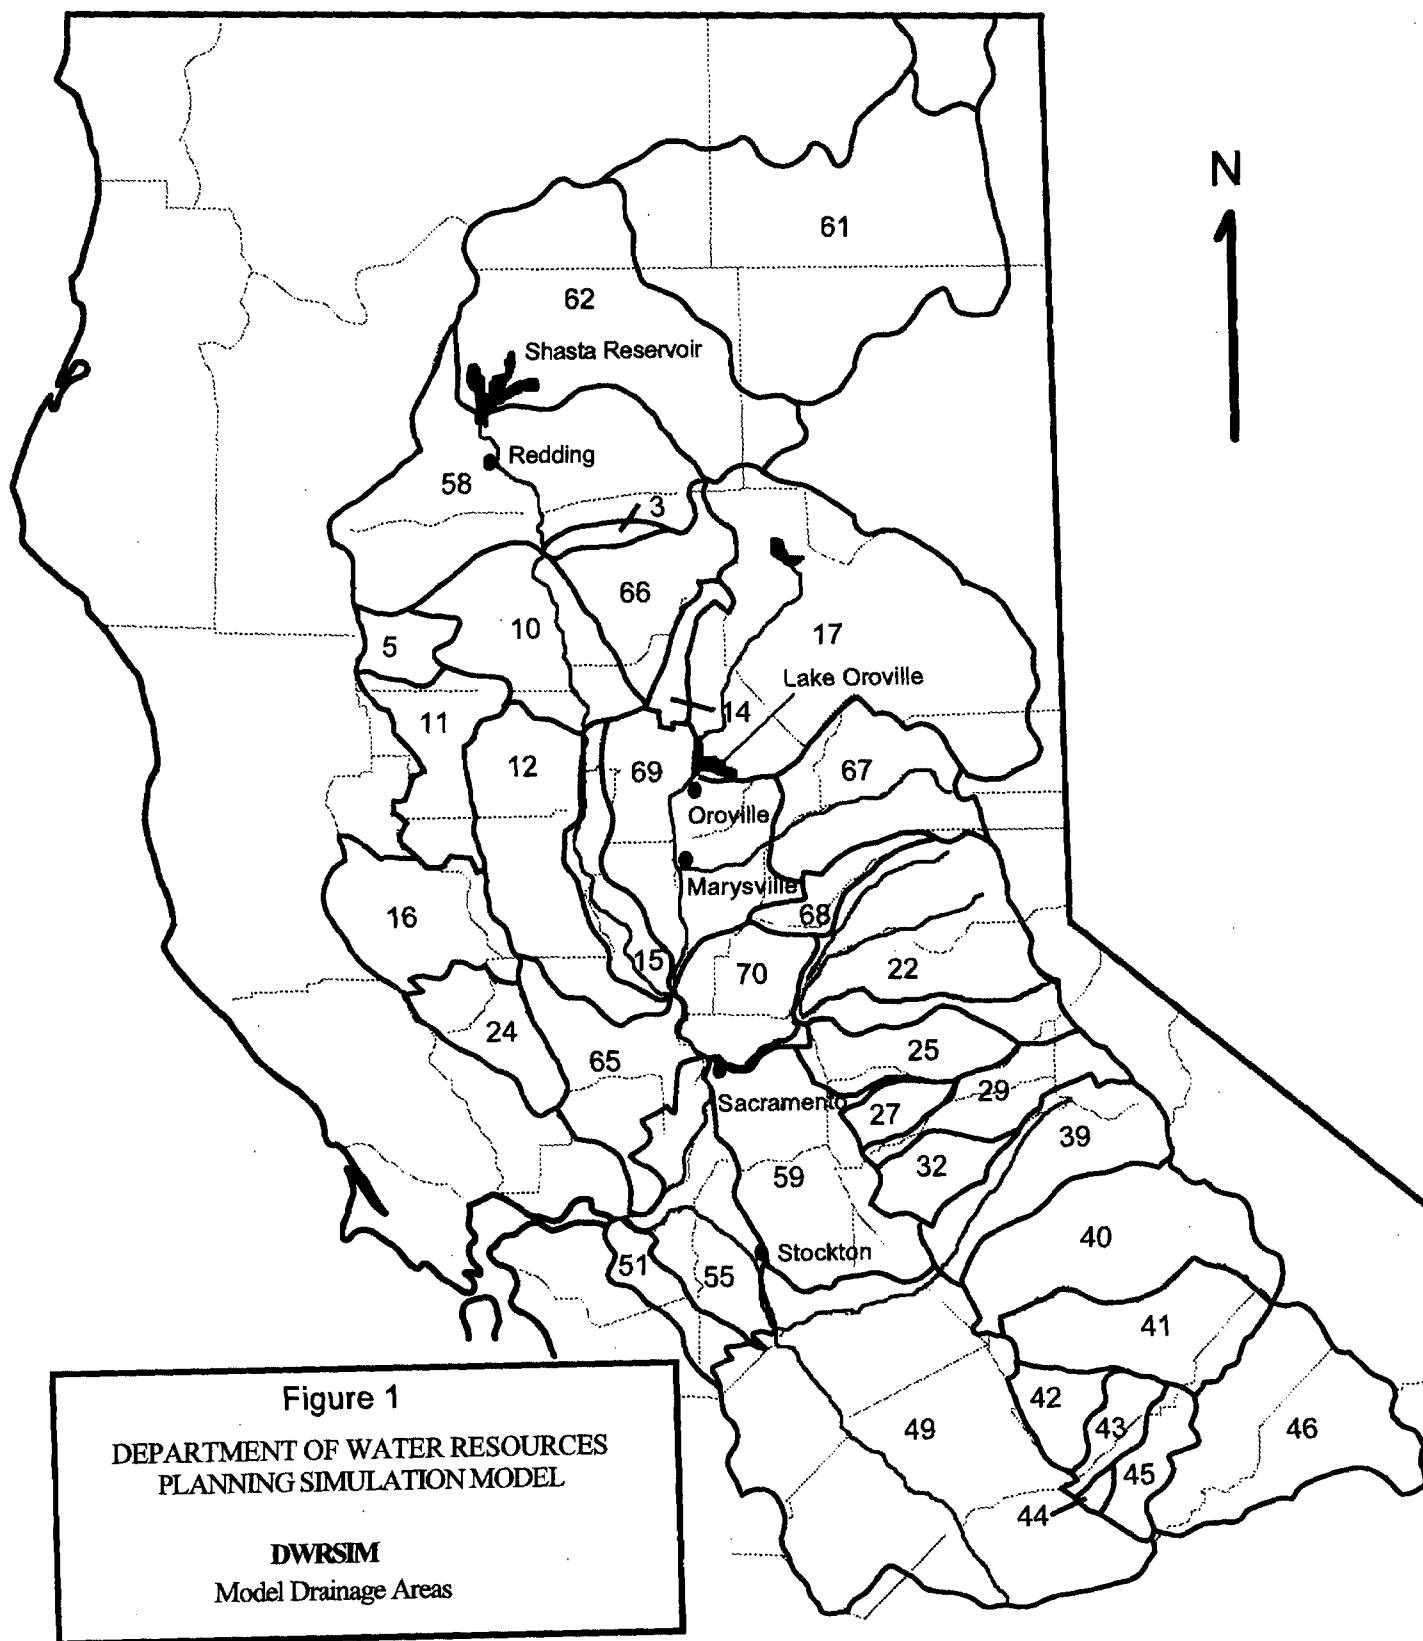 N
61
62
Shasta Reservoir
Redding
58
3
66
10
5
17
Lake Oroville
14
11
12
69
67
Oroville
Marysville
68
16
15
70
22
24
65
25
Sacramento
27
29
39
32
59
40
Stockton
51
55
41
42
43
49
46
45
44
Figure 1
DEPARTMENT OF WATER RESOURCES
PLANNING SIMULATION MODEL
DWRSIM
Model Drainage Areas